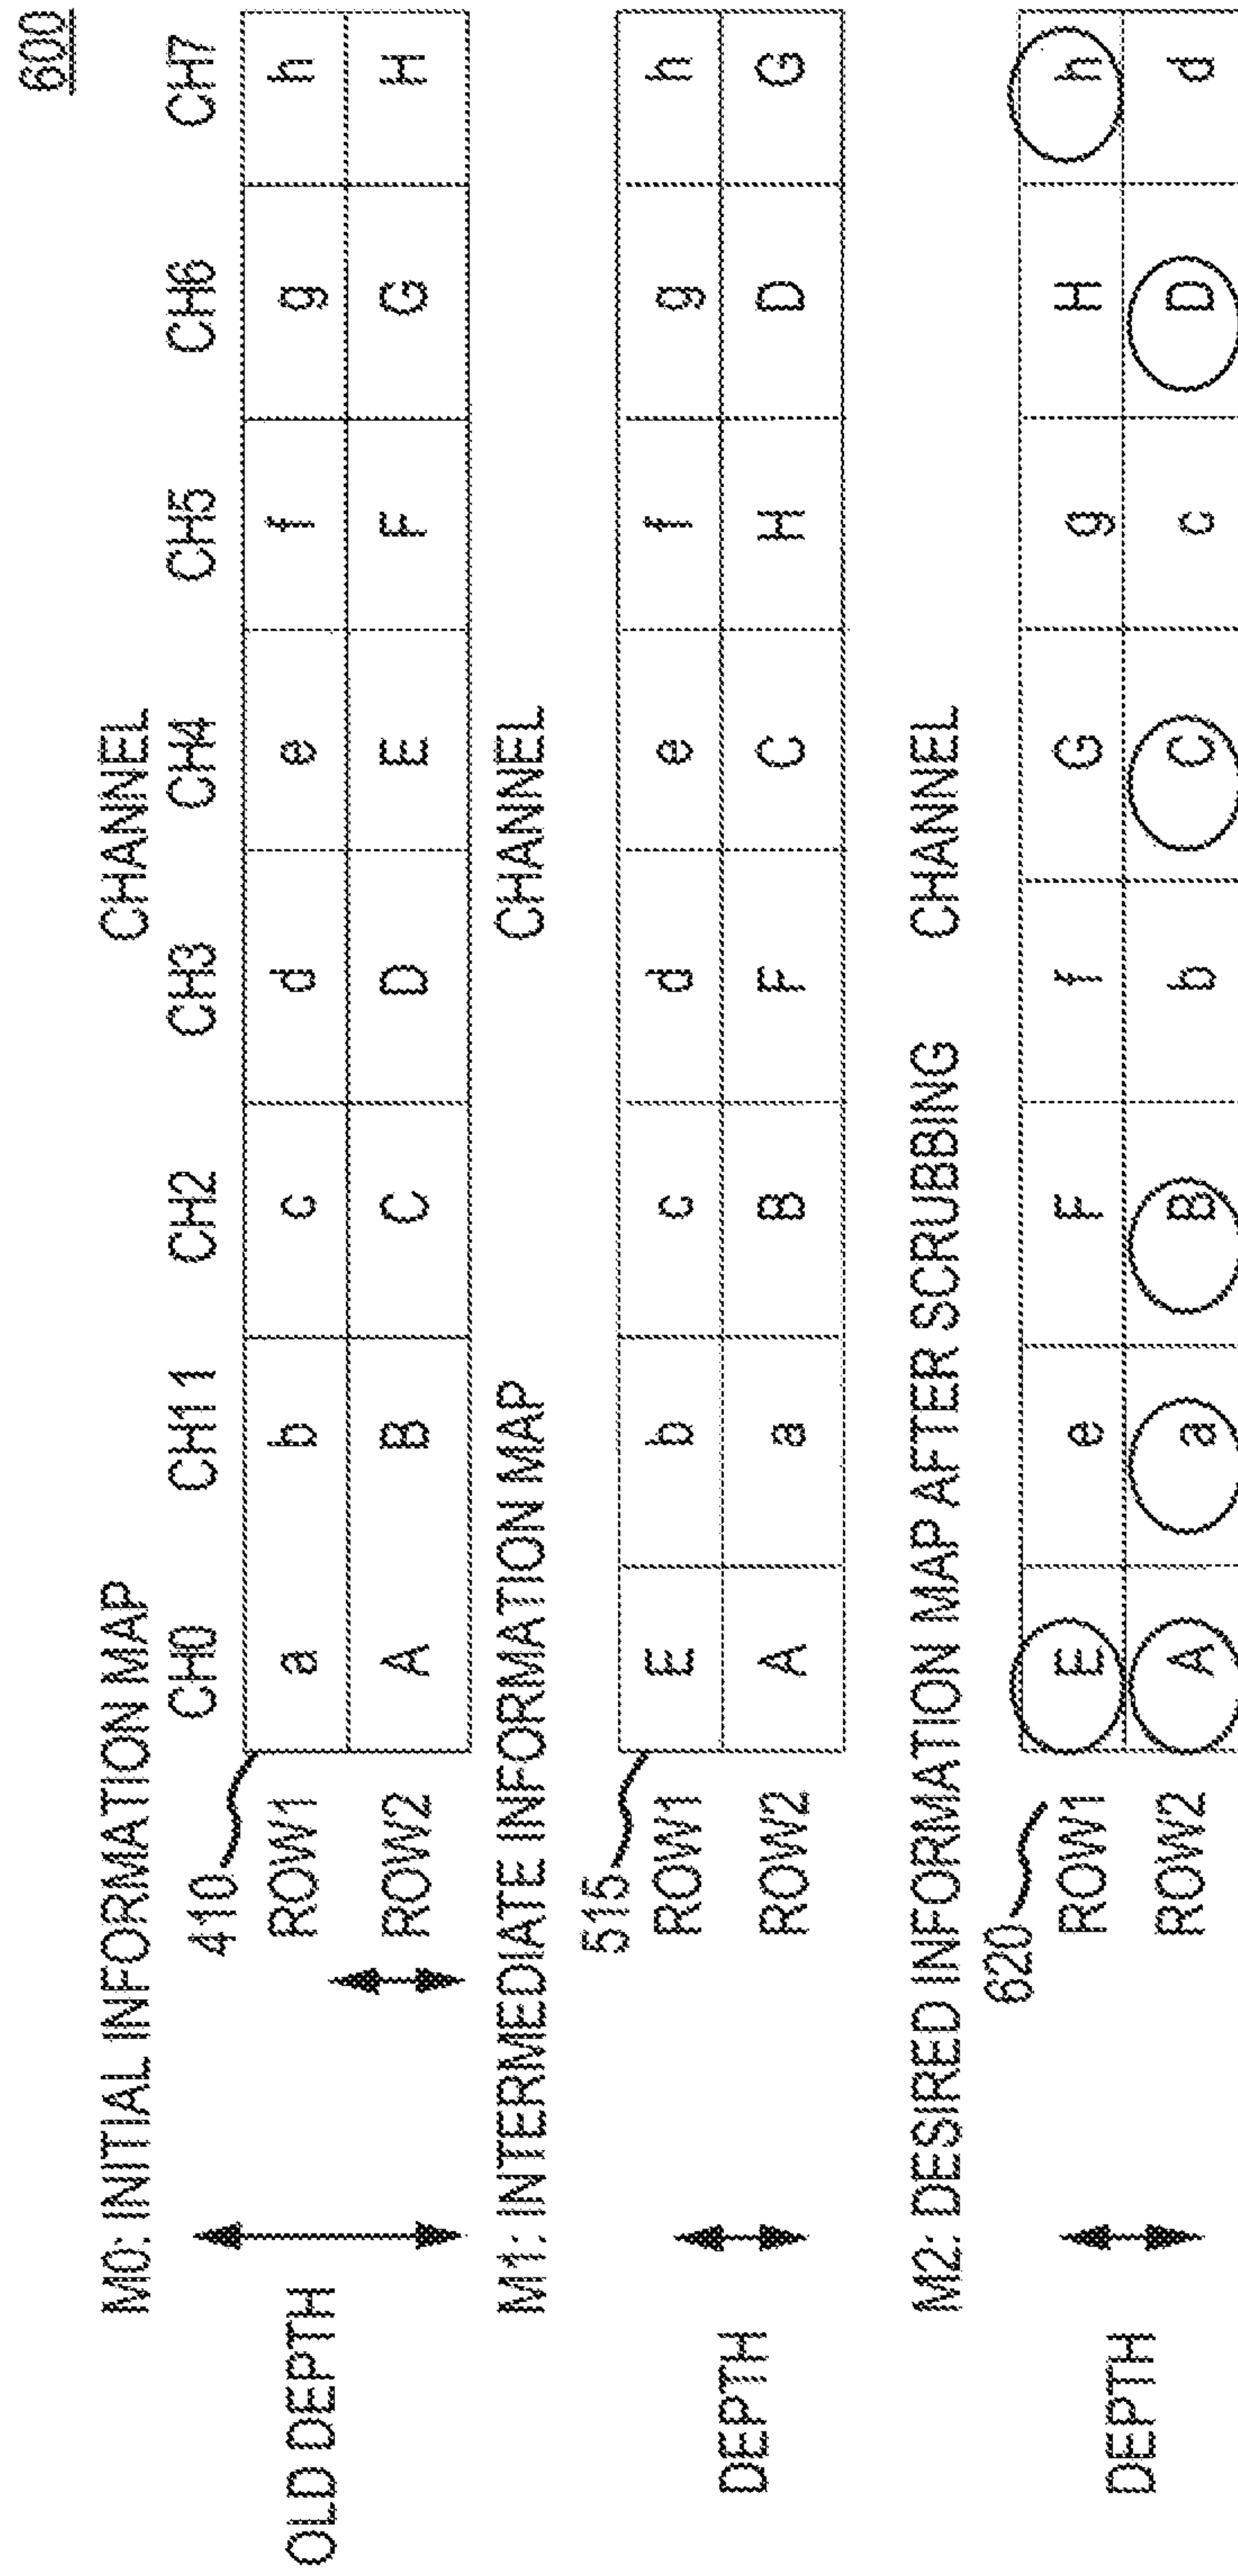 600
M0: INITIAL INFORMATION MAP CHANNEL
CH0 CH11 CH2 CH3 CH4 CH5 CH6 CH7
410
OLD DEPTH
ROW1 a b c d e f g h
ROW2 A B C D E F G H
M1: INTERMEDIATE INFORMATION MAP CHANNEL
515
DEPTH
ROW1 E b c d e f g h
ROW2 A a B F C H D G
M2: DESIRED INFORMATION MAP AFTER SCRUBBING CHANNEL
620
DEPTH
ROW1 E e F f G g H h
ROW2 A a B b C c D d